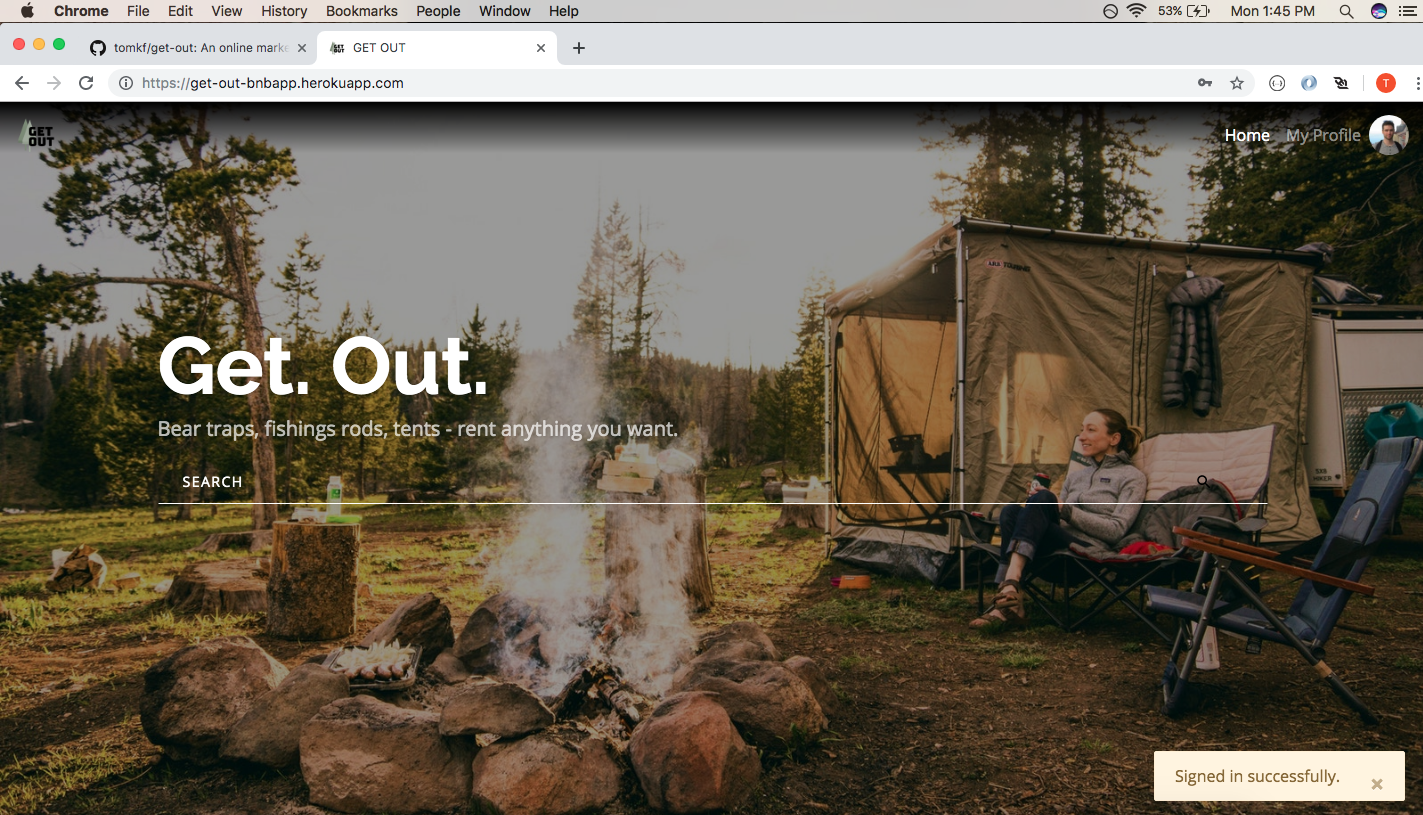 Chrome File Edit View History Bookmarks People Window Help 53% Mon 1:45 PM
tomkf/get-out: An online marke GET OUT
https://get-out-bnbapp.herokuapp.com T
GET
OUT
Home My Profile
Get. Out.
Bear traps, fishings rods, tents - rent anything you want.
SEARCH
Signed in successfully.